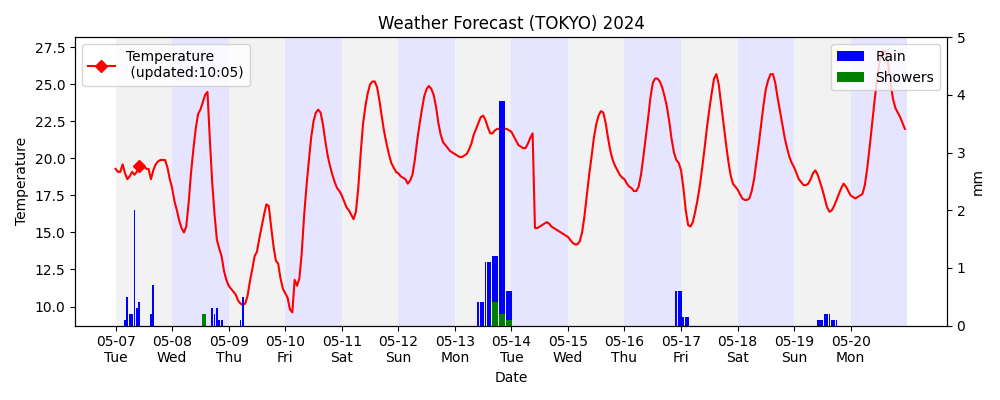 Weather Forecast (TOKYO) 2024
Temperature
(updated:10:05)
Rain
Showers
27.5
25.0
22.5
20.0
17.5
15.0
12.5
10.0
Temperature
5
4
3
2
1
0
mm
05-07 05-08 05-09 05-10 05-11 05-12 05-13 05-14 05-15 05-16 05-17 05-18 05-19 05-20
Tue Wed Thu Fri Sat Sun Mon Tue Wed Thu Fri Sat Sun Mon
Date